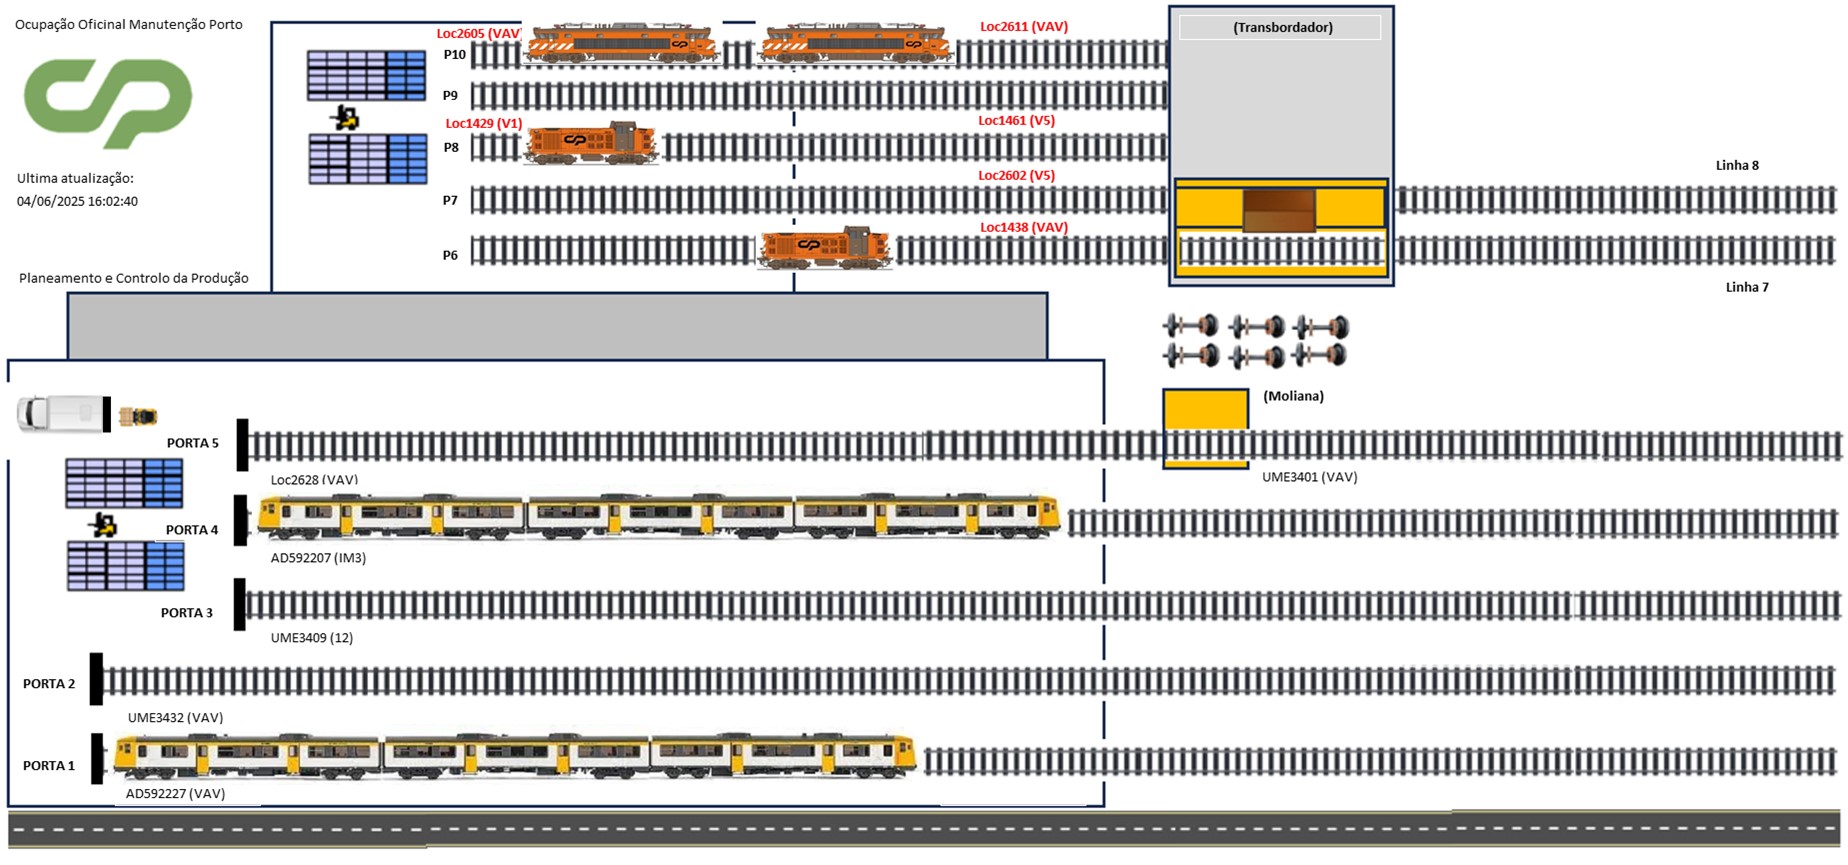 Ocupação Oficinal Manutenção Porto
CP
Ultima atualização:
04/06/2025 16:02:40
Planeamento e Controlo da Produção
Loc2605 (VAV)
Loc2611 (VAV)
(Transbordador)
P10
P9
Loc1429 (V1)
Loc1461 (V5)
P8
Loc2602 (V5)
P7
Linha 8
Loc1438 (VAV)
P6
Linha 7
(Moliana)
PORTA 5
Loc2628 (VAV)
UME3401 (VAV)
PORTA 4
AD592207 (IM3)
PORTA 3
UME3409 (12)
PORTA 2
UME3432 (VAV)
PORTA 1
AD592227 (VAV)